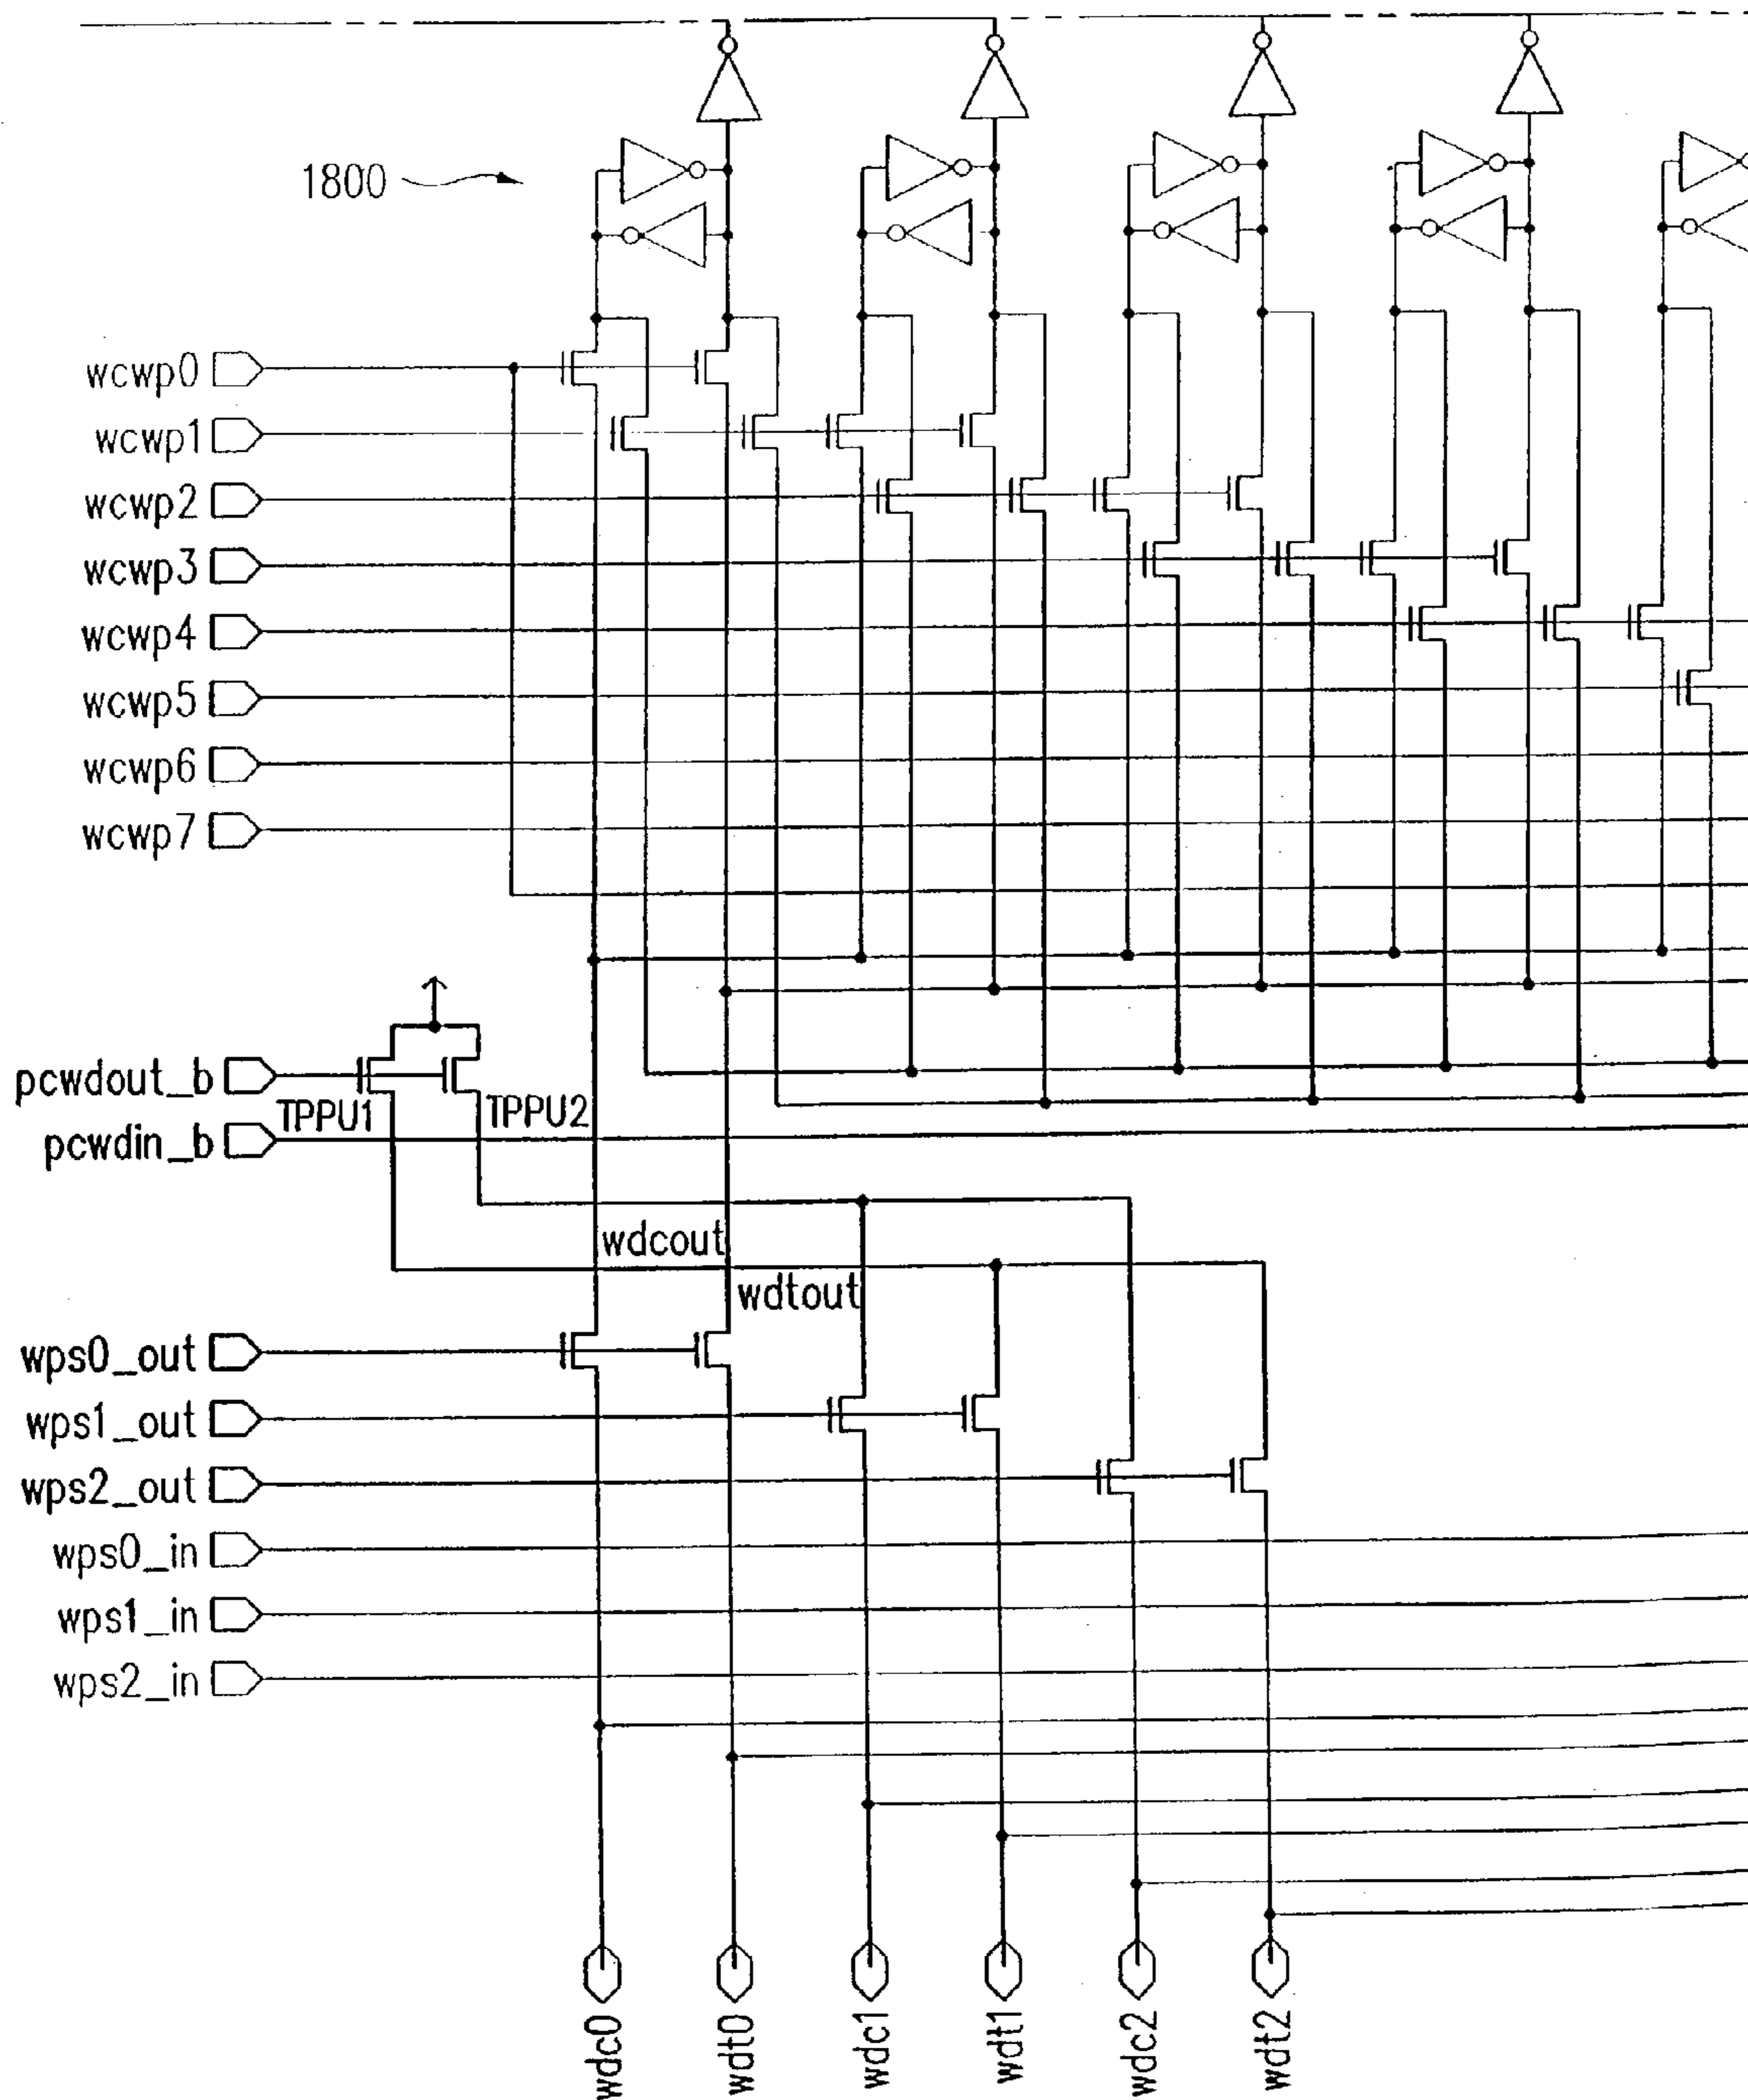 1800
wcwp0
wcwp1
wcwp2
wcwp3
wcwp4
wcwp5
wcwp6
wcwp7
pcwdout_b
TPPU1
TPPU2
pcwdin_b
wdcout
wdtout
wps0_out
wps1_out
wps2_out
wps0_in
wps1_in
wps2_in
wdc0
wdt0
wdc1
wdt1
wdc2
wdt2